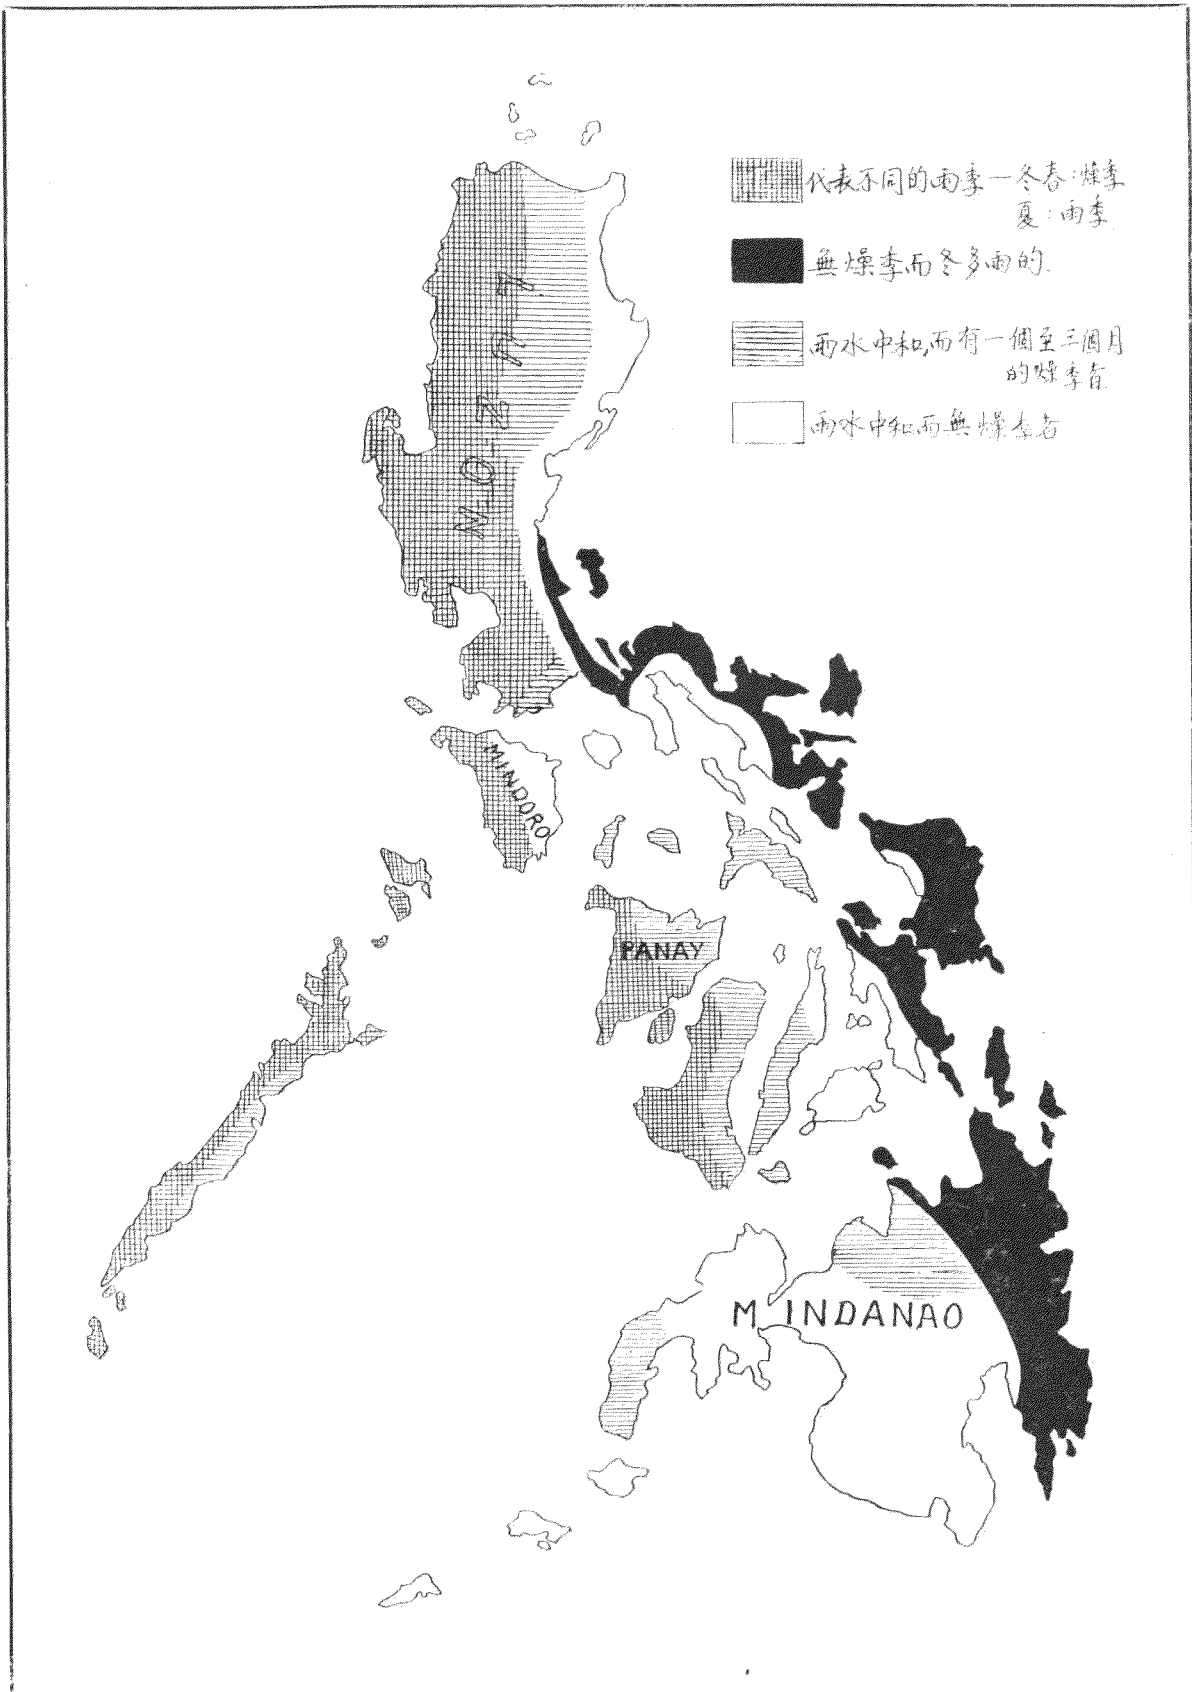 代表不同的雨季—冬春:燥季
夏:雨季
無燥季而冬多雨的.
雨水中和,而有一個至三個月
的燥季者
雨水中和而無燥季者
LUZON
MINDORO
PANAY
MINDANAO